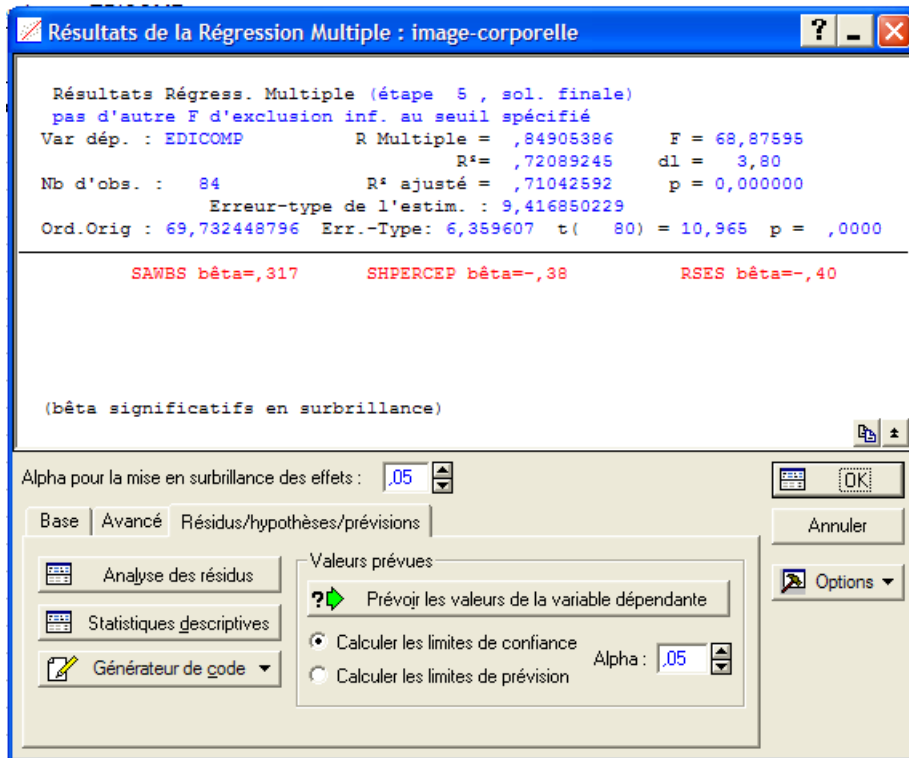 Résultats de la Régression Multiple : image-corporelle
Résultats Régress. Multiple (étape 5 , sol. finale)
pas d'autre F d'exclusion inf. au seuil spécifié
Var dép. : EDICOMP R Multiple = ,84905386 F = 68,87595
R²= ,72089245 dl = 3,80
Nb d'obs. : 84 R² ajusté = ,71042592 p = 0,000000
Erreur-type de l'estim. : 9,416850229
Ord.Orig : 69,732448796 Err.-Type: 6,359607 t( 80) = 10,965 p = ,0000
SAWBS bêta=,317 SHPERCEP bêta=-,38 RSES bêta=-,40
(bêta significatifs en surbrillance)
Alpha pour la mise en surbrillance des effets : ,05
OK
Base Avancé Résidus/hypothèses/prévisions
Annuler
Options
Analyse des résidus
Statistiques descriptives
Générateur de code
Valeurs prévues
Prévoir les valeurs de la variable dépendante
Calculer les limites de confiance
Calculer les limites de prévision
Alpha : ,05